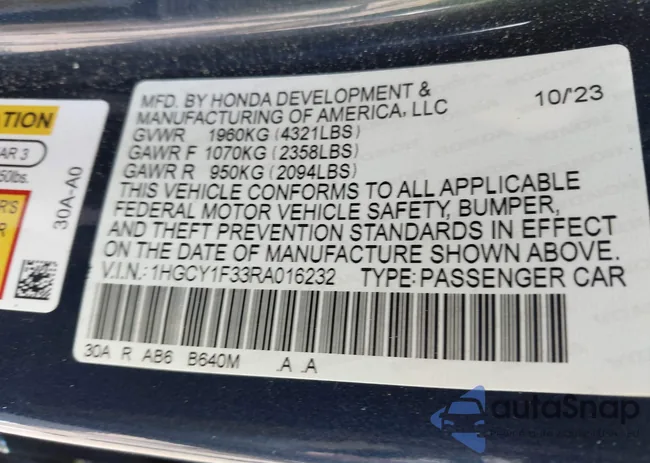 MFD. BY HONDA DEVELOPMENT &
MANUFACTURING OF AMERICA, LLC 10/'23
GVWR 1960KG (4321LBS)
GAWR F 1070KG (2358LBS)
GAWR R 950KG (2094LBS)
THIS VEHICLE CONFORMS TO ALL APPLICABLE
FEDERAL MOTOR VEHICLE SAFETY, BUMPER,
AND THEFT PREVENTION STANDARDS IN EFFECT
ON THE DATE OF MANUFACTURE SHOWN ABOVE.
V.I.N.: 1HGCY1F33RA016232 TYPE: PASSENGER CAR
30A R AB6 B640M .A .A
30A-A0
AR 3
autoSnap